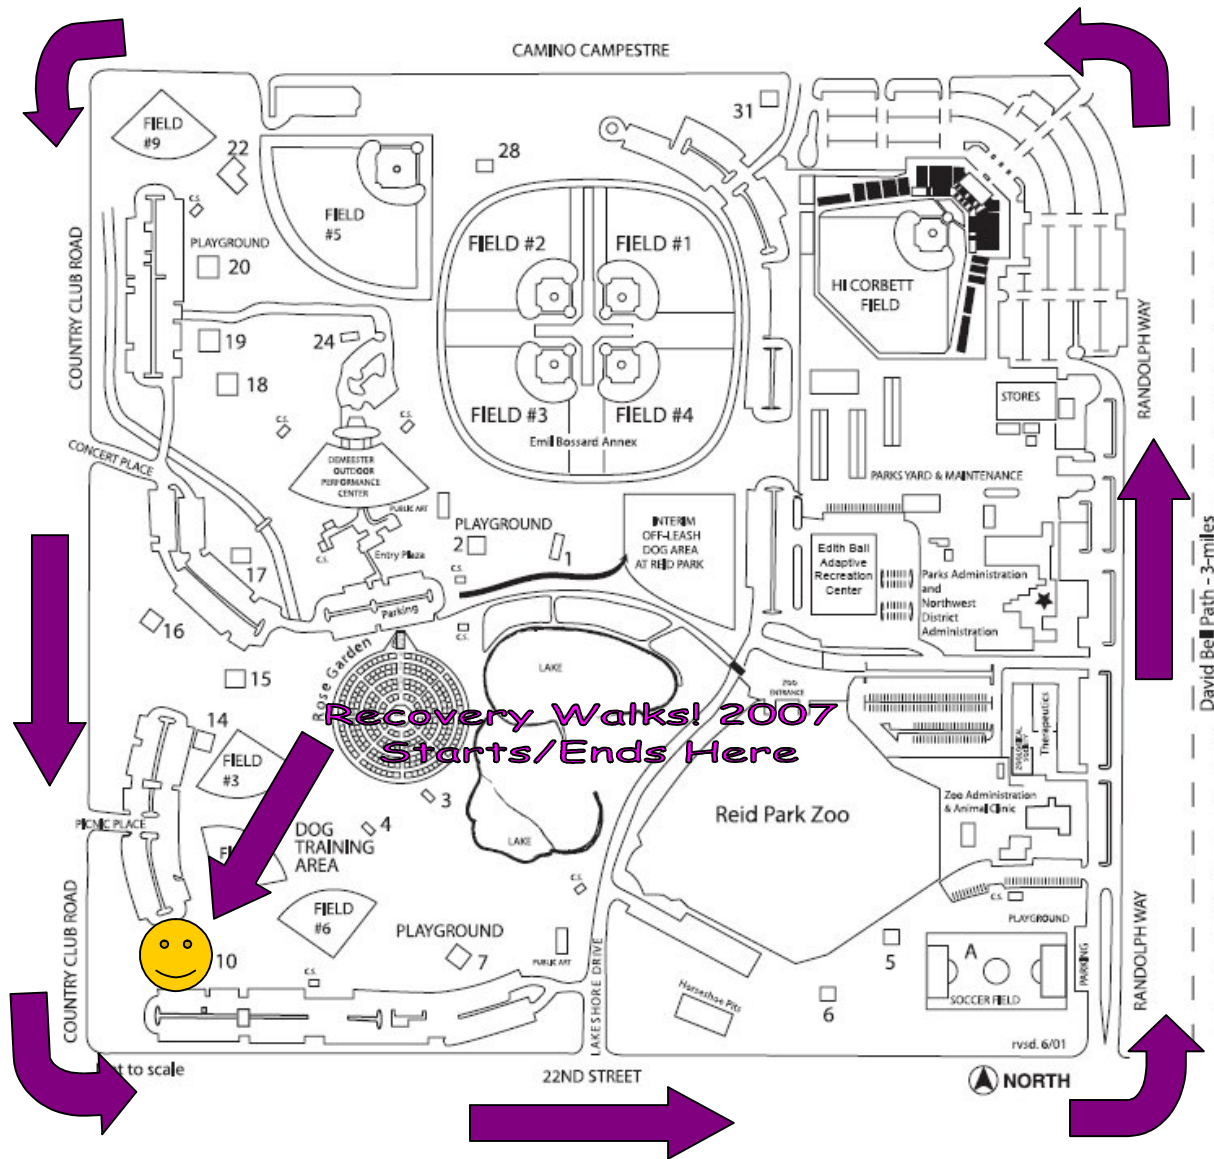 CAMINO CAMPESTRE
31
FIELD
#9
22
28
C.S.
FIELD
#5
PLAYGROUND
20
FIELD #2
FIELD #1
HI CORBETT
FIELD
COUNTRY CLUB ROAD
RANDOLPH WAY
19
24
18
FIELD #3
FIELD #4
Emil Bossard Annex
STORES
C.S.
C.S.
CONCERT PLACE
DEMEESTER
OUTDOOR
PERFORMANCE
CENTER
PUBLIC ART
PARKS YARD & MAINTENANCE
PLAYGROUND
2
1
INTERIM
OFF-LEASH
DOG AREA
AT REID PARK
Edith Ball
Adaptive
Recreation
Center
Parks Administration
and
Northwest
District
Administration
C.S.
Entry Plaza
C.S.
17
Parking
16
C.S.
Rose Garden
LAKE
15
ZOO
ENTRANCE
David Bell Path - 3-miles
Recovery Walks! 2007
Starts/Ends Here
14
FIELD
#3
ZOOLOGICAL
SOCIETY
Therapeutics
3
4
Reid Park Zoo
Zoo Administration
& Animal Clinic
PICNIC PLACE
DOG
TRAINING
AREA
LAKE
C.S.
C.S.
FIELD
#6
PLAYGROUND
7
PUBLIC ART
10
C.S.
COUNTRY CLUB ROAD
LAKESHORE DRIVE
5
6
Horseshoe Pits
PLAYGROUND
A
SOCCER FIELD
PARKING
RANDOLPH WAY
rvsd. 6/01
to scale
22ND STREET
NORTH